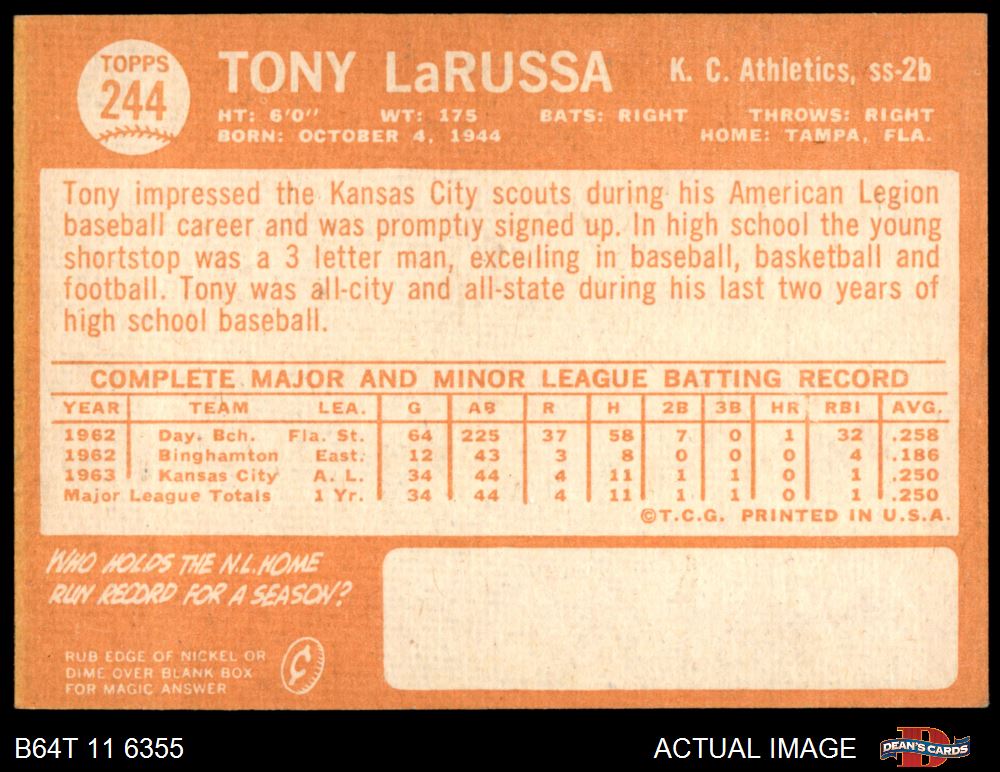 TOPPS
244
TONY LaRUSSA
K. C. Athletics, ss-2b
HT: 6'0" WT: 175 BATS: RIGHT THROWS: RIGHT
BORN: OCTOBER 4, 1944 HOME: TAMPA, FLA.
Tony impressed the Kansas City scouts during his American Legion
baseball career and was promptly signed up. In high school the young
shortstop was a 3 letter man, excelling in baseball, basketball and
football. Tony was all-city and all-state during his last two years of
high school baseball.
COMPLETE MAJOR AND MINOR LEAGUE BATTING RECORD
YEAR TEAM LEA. G AB R H 2B 3B HR RBI AVG.
1962 Day. Bch. Fla. St. 64 225 37 58 7 0 1 32 .258
1962 Binghamton East. 12 43 3 8 0 0 0 4 .186
1963 Kansas City A. L. 34 44 4 11 1 1 0 1 .250
Major League Totals 1 Yr. 34 44 4 11 1 1 0 1 .250
©T.C.G. PRINTED IN U.S.A.
WHO HOLDS THE N.L. HOME
RUN RECORD FOR A SEASON?
RUB EDGE OF NICKEL OR
DIME OVER BLANK BOX
FOR MAGIC ANSWER
B64T 11 6355
ACTUAL IMAGE
DEAN'S CARDS